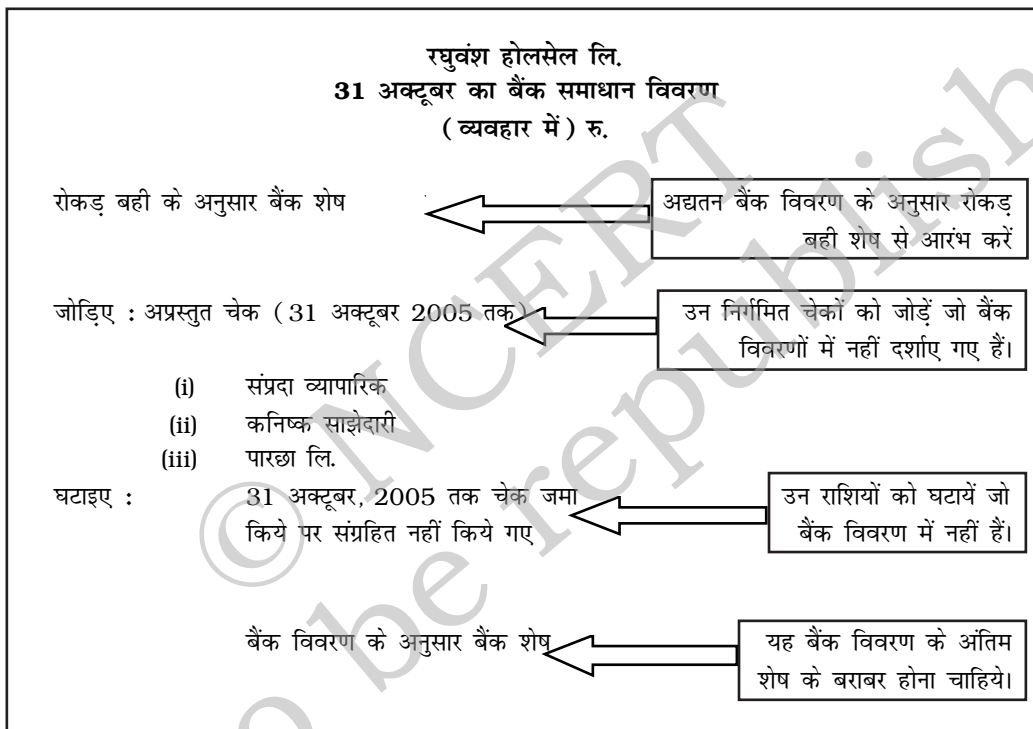 रघुवंश होलसेल लि.
31 अक्टूबर का बैंक समाधान विवरण
( व्यवहार में ) रु.
रोकड़ बही के अनुसार बैंक शेष
अद्यतन बैंक विवरण के अनुसार रोकड़
बही शेष से आरंभ करें
जोड़िए : अप्रस्तुत चेक ( 31 अक्टूबर 2005 तक)
उन निर्गमित चेकों को जोड़ें जो बैंक
विवरणों में नहीं दर्शाए गए हैं।
(i) संप्रदा व्यापारिक
(ii) कनिष्क साझेदारी
(iii) पारछा लि.
घटाइए : 31 अक्टूबर, 2005 तक चेक जमा
किये पर संग्रहित नहीं किये गए
उन राशियों को घटायें जो
बैंक विवरण में नहीं हैं।
बैंक विवरण के अनुसार बैंक शेष
यह बैंक विवरण के अंतिम
शेष के बराबर होना चाहिये।
© NCERT
o be republish